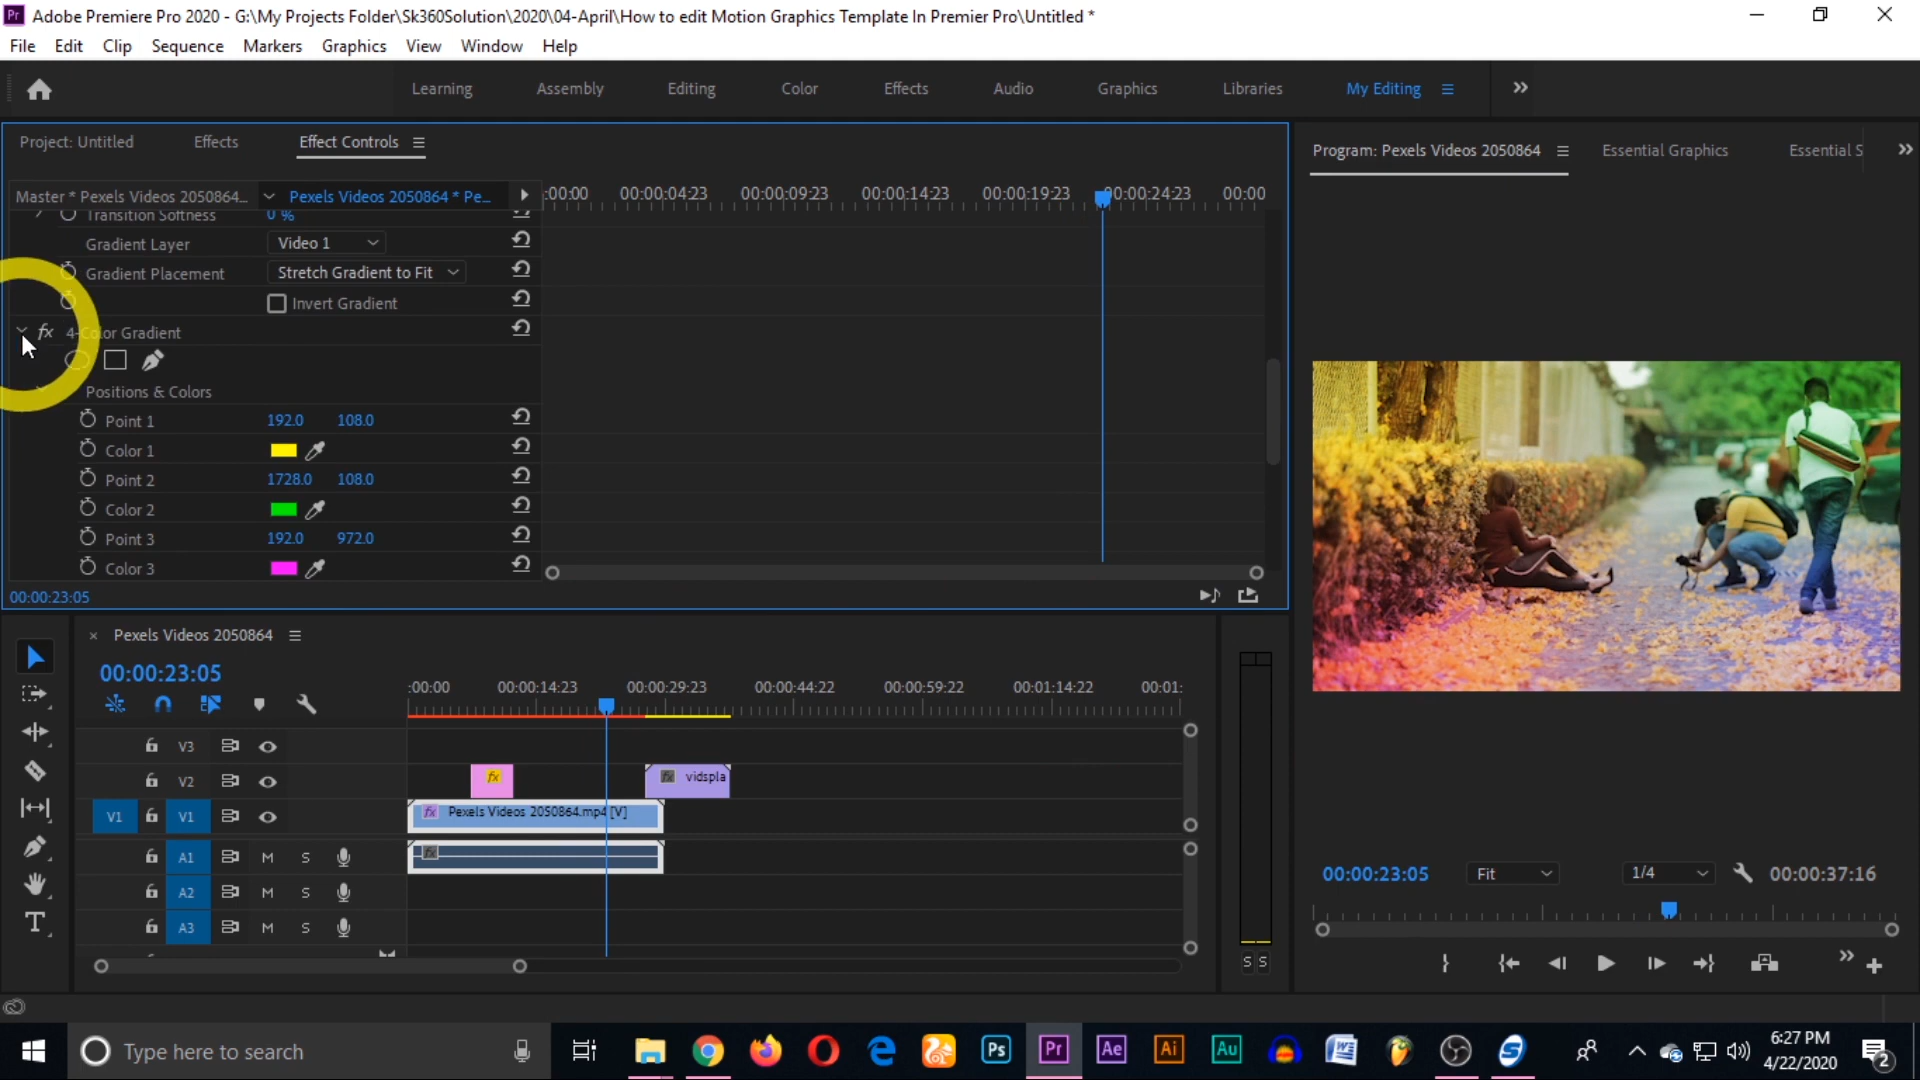 Pr Adobe Premiere Pro 2020 - G:\My Projects Folder\Sk360Solution\2020\04-April\How to edit Motion Graphics Template In Premier Pro\Untitled *
File Edit Clip Sequence Markers Graphics View Window Help
Learning Assembly Editing Color Effects Audio Graphics Libraries My Editing
Project: Untitled Effects Effect Controls
Program: Pexels Videos 2050864 Essential Graphics Essential S
Master * Pexels Videos 2050864... Pexels Videos 2050864 * Pe...
:00:00 00:00:04:23 00:00:09:23 00:00:14:23 00:00:19:23 00:00:24:23 00:00
Transition Softness 0 %
Gradient Layer Video 1
Gradient Placement Stretch Gradient to Fit
Invert Gradient
fx 4-Color Gradient
Positions & Colors
Point 1 192.0 108.0
Color 1
Point 2 1728.0 108.0
Color 2
Point 3 192.0 972.0
Color 3
00:00:23:05
× Pexels Videos 2050864
00:00:23:05
:00:00 00:00:14:23 00:00:29:23 00:00:44:22 00:00:59:22 00:01:14:22 00:01:
V3
V2 fx fx vidspla
V1 V1 fx Pexels Videos 2050864.mp4 [V]
A1 M S fx
A2 M S
A3 M S
S S
00:00:23:05 Fit 1/4 00:00:37:16
Type here to search
Ps Pr Ae Ai Au
6:27 PM
4/22/2020
2